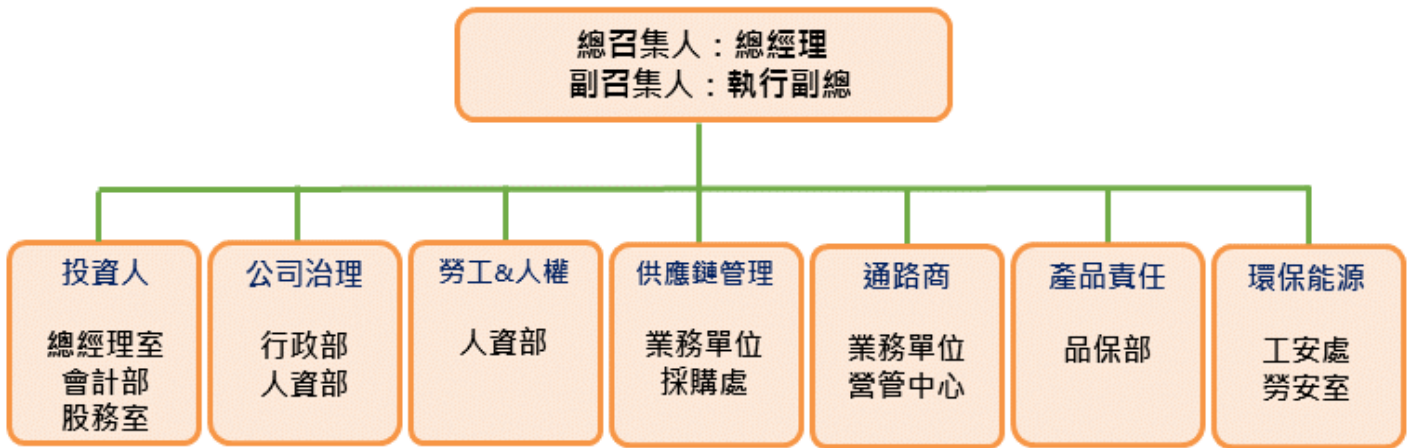 總召集人：總經理
副召集人：執行副總
投資人
總經理室
會計部
股務室
公司治理
行政部
人資部
勞工&人權
人資部
供應鏈管理
業務單位
採購處
通路商
業務單位
營管中心
產品責任
品保部
環保能源
工安處
勞安室